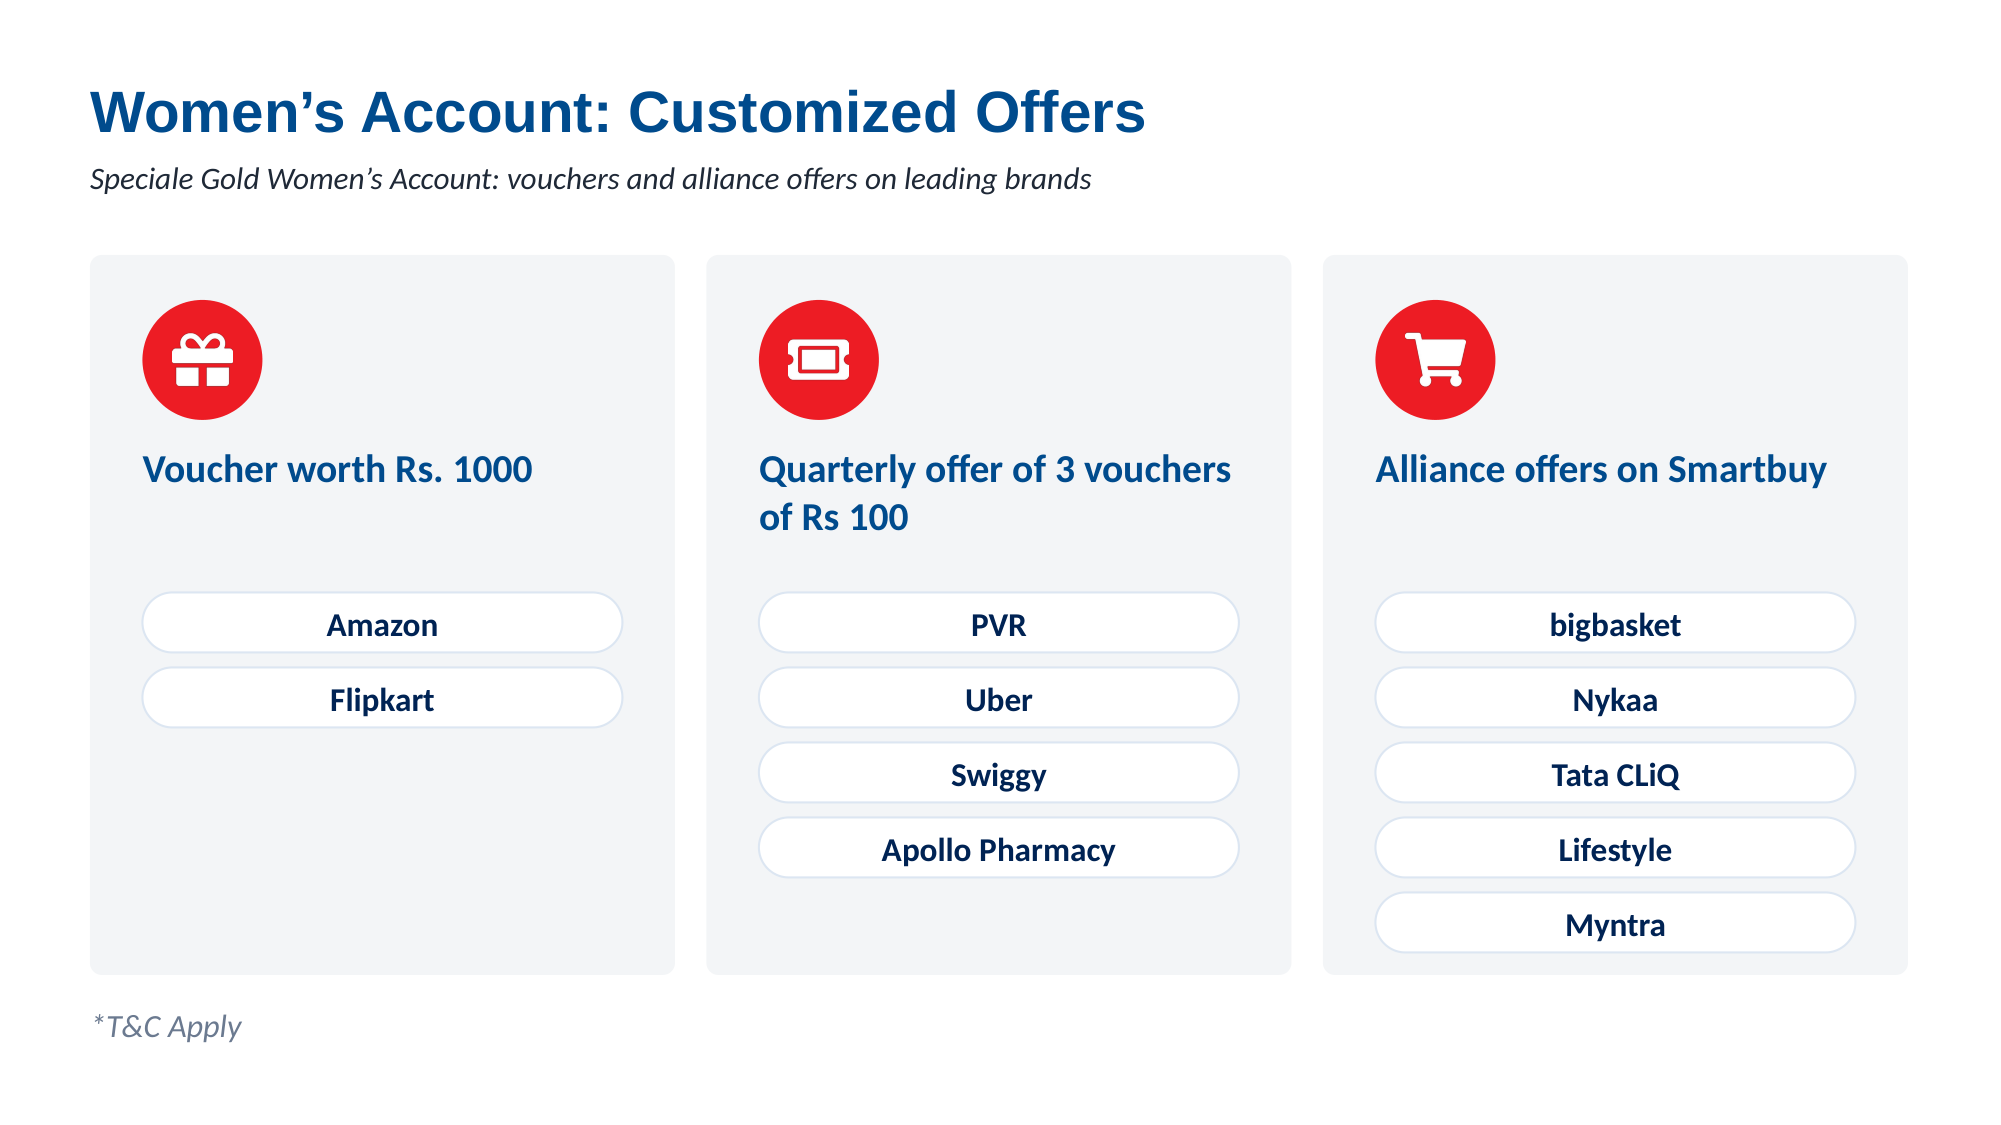 Women’s Account: Customized Offers
Speciale Gold Women’s Account: vouchers and alliance offers on leading brands
Voucher worth Rs. 1000
Amazon
Flipkart
Quarterly offer of 3 vouchers
of Rs 100
PVR
Uber
Swiggy
Apollo Pharmacy
Alliance offers on Smartbuy
bigbasket
Nykaa
Tata CLiQ
Lifestyle
Myntra
*T&C Apply